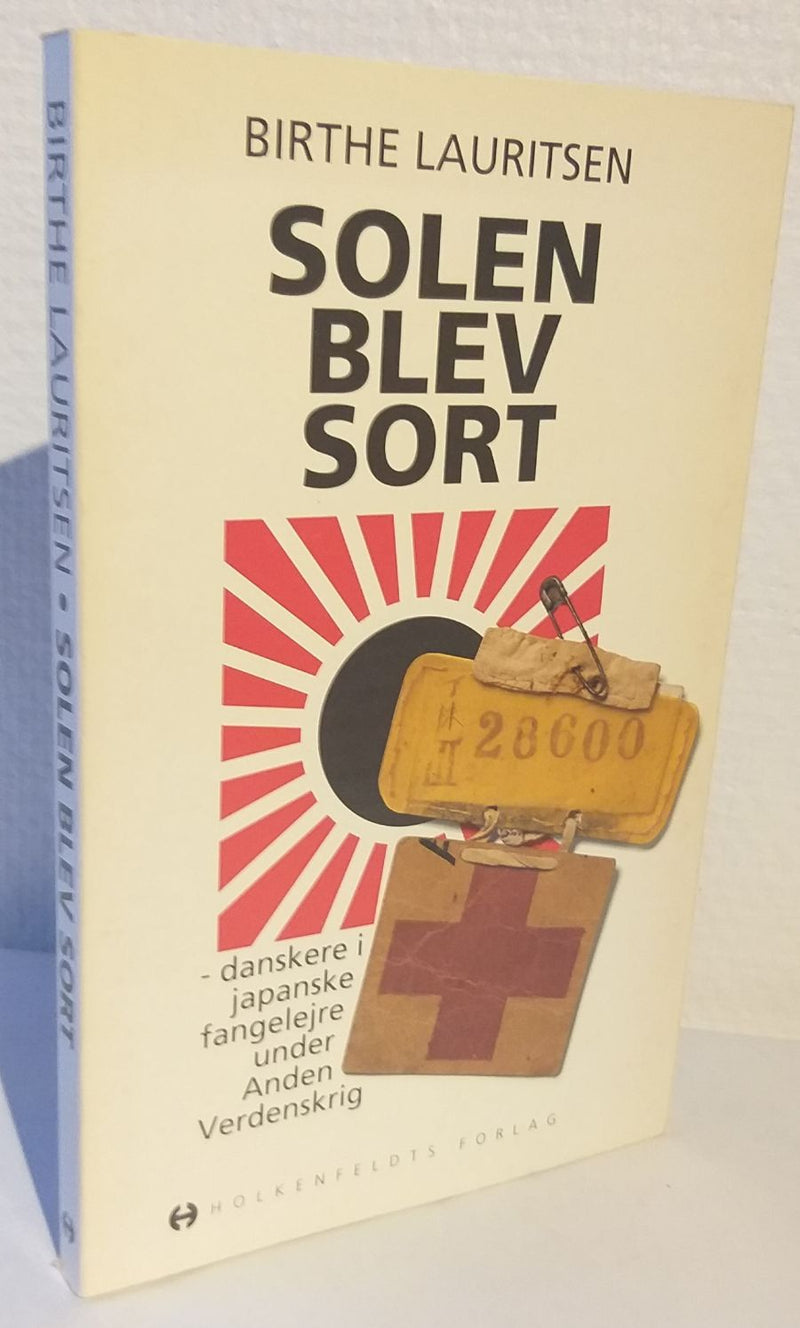 BIRTHE LAURITSEN
SOLEN
BLEV
SORT
28600
- danskere i
japanske
fangelejre
under
Anden
Verdenskrig
HOLKENFELDTS FORLAG
BIRTHE LAURITSEN • SOLEN BLEV SORT